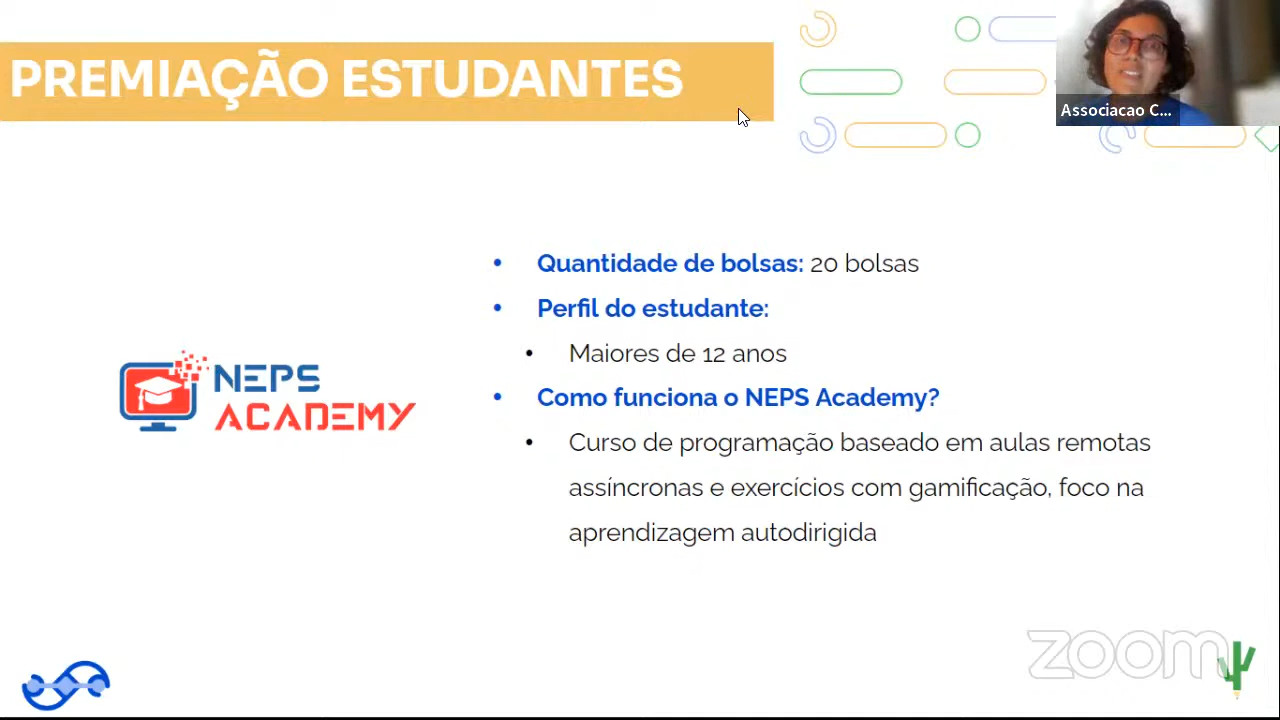 PREMIAÇÃO ESTUDANTES
Associacao C...
• Quantidade de bolsas: 20 bolsas
• Perfil do estudante:
• Maiores de 12 anos
NEPS
ACADEMY
• Como funciona o NEPS Academy?
• Curso de programação baseado em aulas remotas
assíncronas e exercícios com gamificação, foco na
aprendizagem autodirigida
zoom